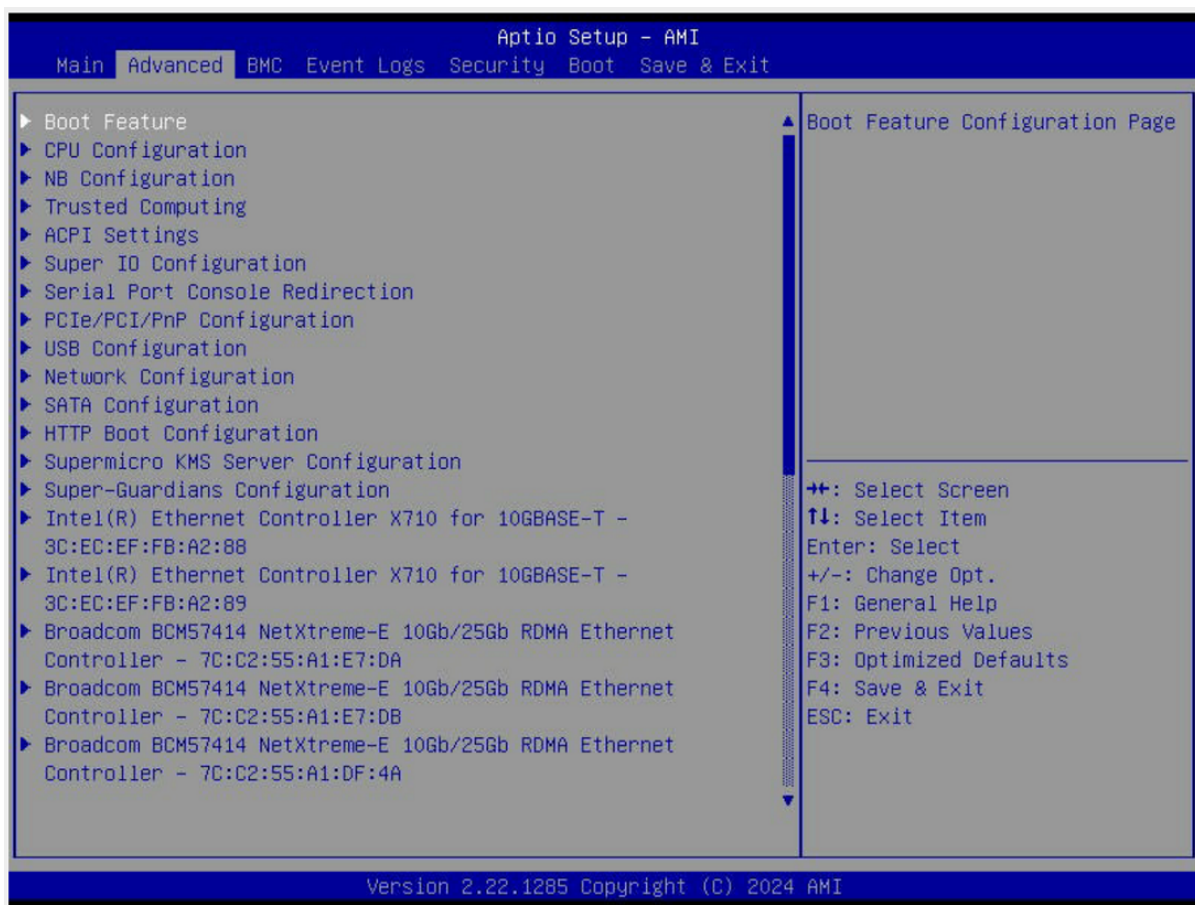 Aptio Setup – AMI
Main Advanced BMC Event Logs Security Boot Save & Exit
Boot Feature
CPU Configuration
NB Configuration
Trusted Computing
ACPI Settings
Super IO Configuration
Serial Port Console Redirection
PCIe/PCI/PnP Configuration
USB Configuration
Network Configuration
SATA Configuration
HTTP Boot Configuration
Supermicro KMS Server Configuration
Super-Guardians Configuration
Intel(R) Ethernet Controller X710 for 10GBASE-T –
3C:EC:EF:FB:A2:88
Intel(R) Ethernet Controller X710 for 10GBASE-T –
3C:EC:EF:FB:A2:89
Broadcom BCM57414 NetXtreme-E 10Gb/25Gb RDMA Ethernet
Controller – 7C:C2:55:A1:E7:DA
Broadcom BCM57414 NetXtreme-E 10Gb/25Gb RDMA Ethernet
Controller – 7C:C2:55:A1:E7:DB
Broadcom BCM57414 NetXtreme-E 10Gb/25Gb RDMA Ethernet
Controller – 7C:C2:55:A1:DF:4A
Boot Feature Configuration Page
→←: Select Screen
↑↓: Select Item
Enter: Select
+/-: Change Opt.
F1: General Help
F2: Previous Values
F3: Optimized Defaults
F4: Save & Exit
ESC: Exit
Version 2.22.1285 Copyright (C) 2024 AMI